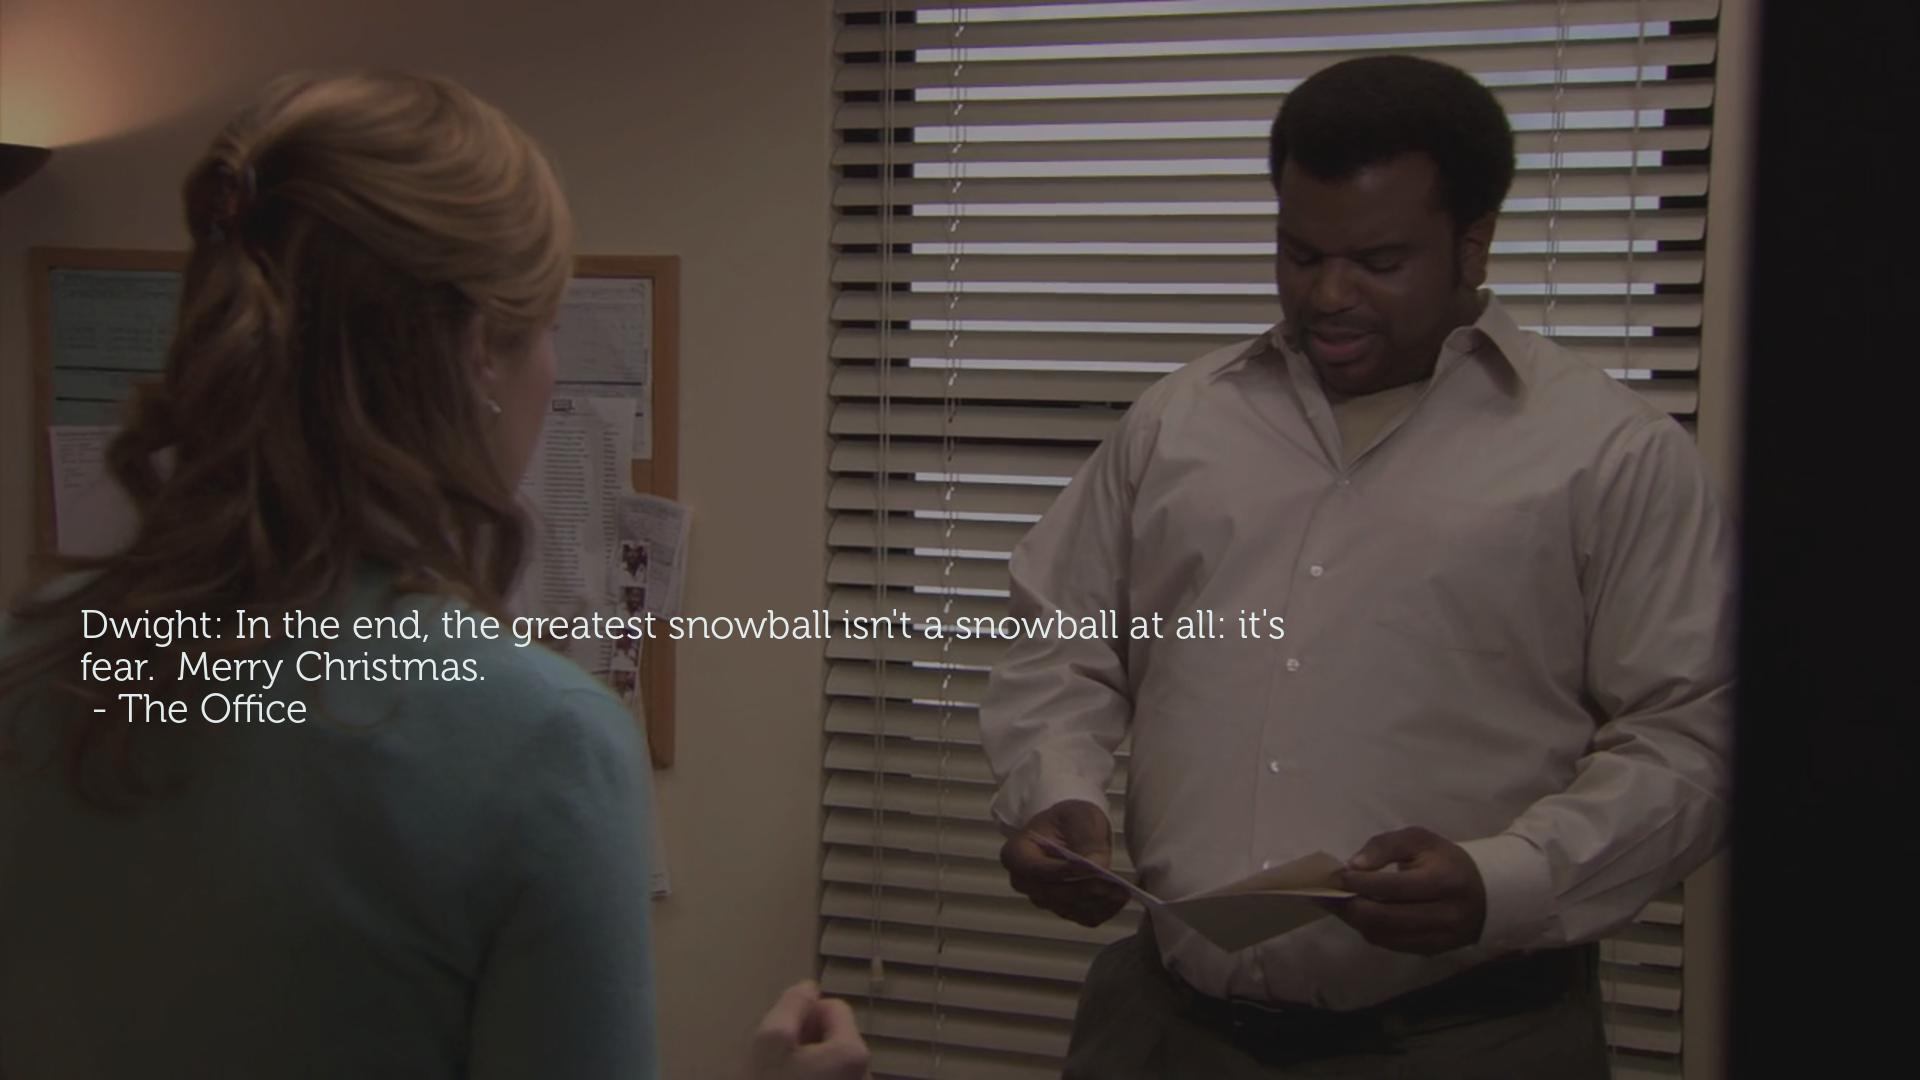 Dwight: In the end, the greatest snowball isn't a snowball at all: it's
fear.  Merry Christmas.
- The Office